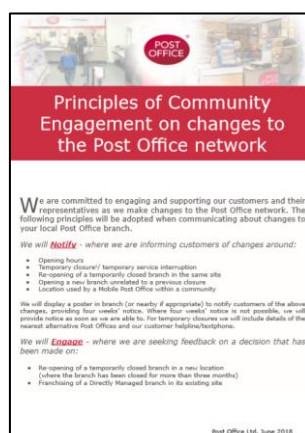 POST
OFFICE
Principles of Community
Engagement on changes to
the Post Office network
We are committed to engaging and supporting our customers and their
representatives as we make changes to the Post Office network. The
following principles will be adopted when communicating about changes to
your local Post Office branch.
We will Notify - where we are informing customers of changes around:
• Opening hours
• Temporary closure¹/ temporary service interruption
• Re-opening of a temporarily closed branch in the same site
• Opening a new branch unrelated to a previous closure
• Location used by a Mobile Post Office within a community
We will display a poster in branch (or nearby if appropriate) to notify customers of the above
changes, providing four weeks' notice. Where four weeks' notice is not possible, we will
provide notice as soon as we are able to. For temporary closures we will include details of the
nearest alternative Post Offices and our customer helpline/textphone.
We will Engage - where we are seeking feedback on a decision that has
been made on:
• Re-opening of a temporarily closed branch in a new location
(where the branch has been closed for more than three months)
• Franchising of a Directly Managed branch in its existing site
Post Office Ltd. June 2018